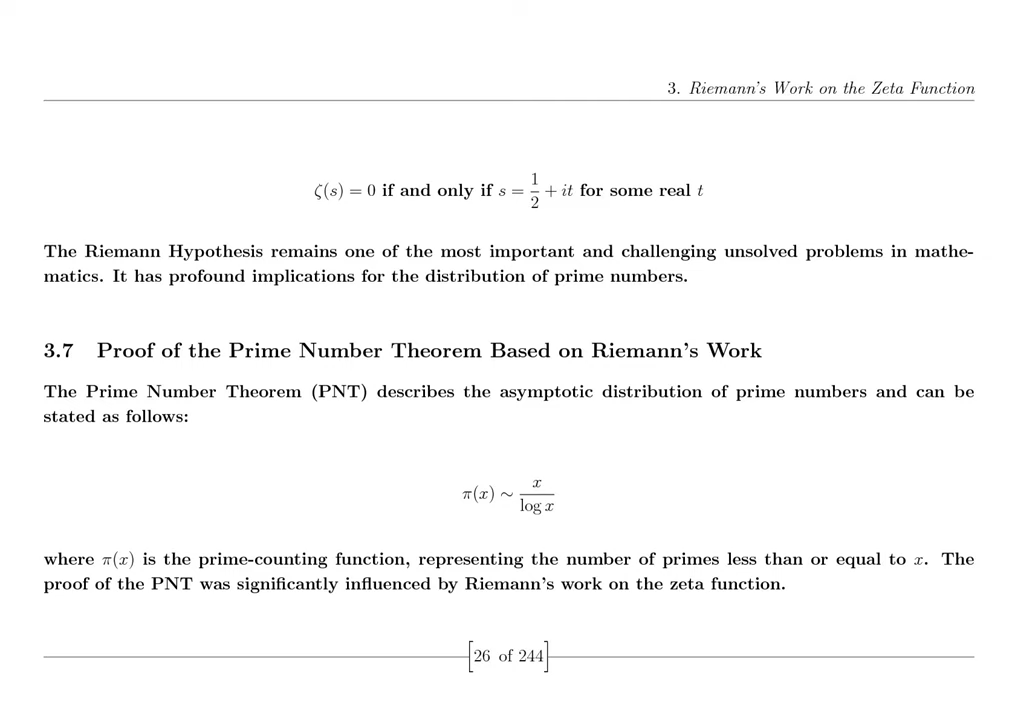 3. Riemann's Work on the Zeta Function
ζ(s) = 0 if and only if s = 1/2 + it for some real t
The Riemann Hypothesis remains one of the most important and challenging unsolved problems in mathe-
matics. It has profound implications for the distribution of prime numbers.
3.7 Proof of the Prime Number Theorem Based on Riemann's Work
The Prime Number Theorem (PNT) describes the asymptotic distribution of prime numbers and can be
stated as follows:
π(x) ∼ x/log x
where π(x) is the prime-counting function, representing the number of primes less than or equal to x. The
proof of the PNT was significantly influenced by Riemann's work on the zeta function.
[26 of 244]